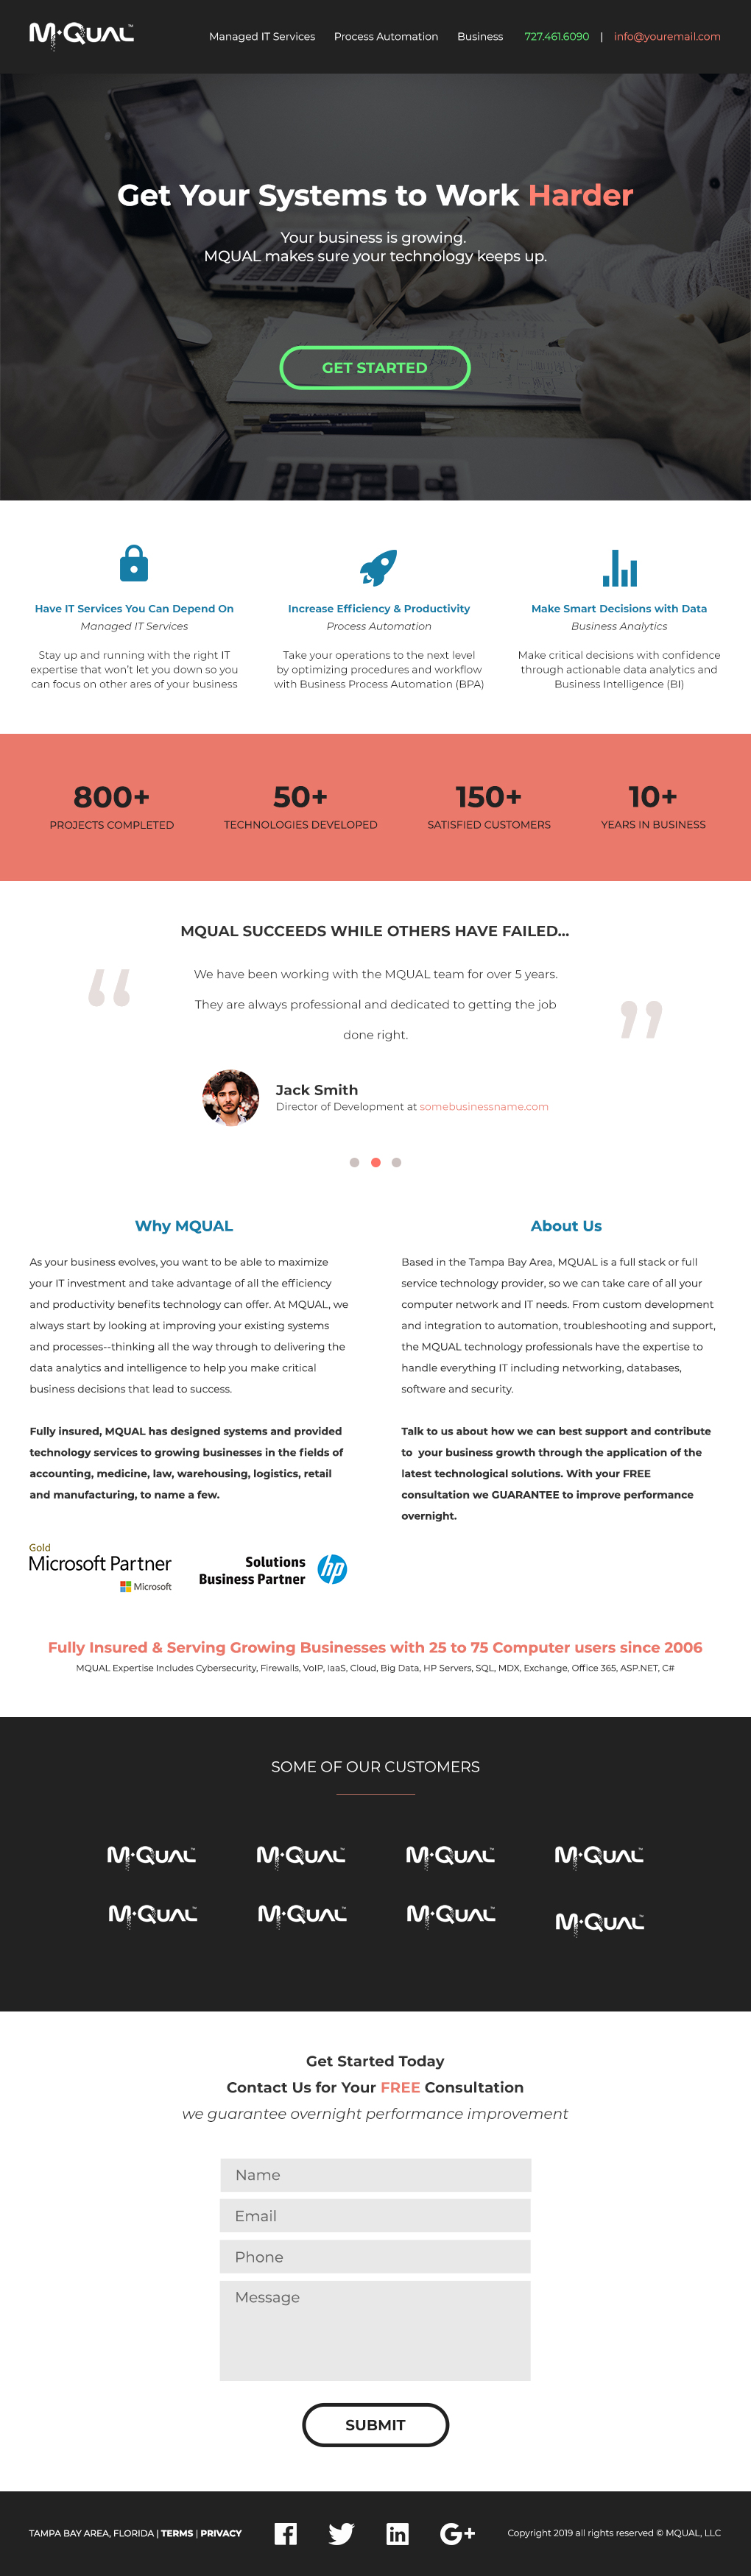 M·QUAL™
Managed IT Services Process Automation Business 727.461.6090 | info@youremail.com
Get Your Systems to Work Harder
Your business is growing.
MQUAL makes sure your technology keeps up.
GET STARTED
Have IT Services You Can Depend On
Managed IT Services
Stay up and running with the right IT
expertise that won't let you down so you
can focus on other ares of your business
Increase Efficiency & Productivity
Process Automation
Take your operations to the next level
by optimizing procedures and workflow
with Business Process Automation (BPA)
Make Smart Decisions with Data
Business Analytics
Make critical decisions with confidence
through actionable data analytics and
Business Intelligence (BI)
800+
PROJECTS COMPLETED
50+
TECHNOLOGIES DEVELOPED
150+
SATISFIED CUSTOMERS
10+
YEARS IN BUSINESS
MQUAL SUCCEEDS WHILE OTHERS HAVE FAILED...
“
We have been working with the MQUAL team for over 5 years.
They are always professional and dedicated to getting the job
done right.
”
Jack Smith
Director of Development at somebusinessname.com
Why MQUAL
As your business evolves, you want to be able to maximize
your IT investment and take advantage of all the efficiency
and productivity benefits technology can offer. At MQUAL, we
always start by looking at improving your existing systems
and processes--thinking all the way through to delivering the
data analytics and intelligence to help you make critical
business decisions that lead to success.
Fully insured, MQUAL has designed systems and provided
technology services to growing businesses in the fields of
accounting, medicine, law, warehousing, logistics, retail
and manufacturing, to name a few.
Gold
Microsoft Partner
Microsoft
Solutions
Business Partner
hp
About Us
Based in the Tampa Bay Area, MQUAL is a full stack or full
service technology provider, so we can take care of all your
computer network and IT needs. From custom development
and integration to automation, troubleshooting and support,
the MQUAL technology professionals have the expertise to
handle everything IT including networking, databases,
software and security.
Talk to us about how we can best support and contribute
to your business growth through the application of the
latest technological solutions. With your FREE
consultation we GUARANTEE to improve performance
overnight.
Fully Insured & Serving Growing Businesses with 25 to 75 Computer users since 2006
MQUAL Expertise Includes Cybersecurity, Firewalls, VoIP, IaaS, Cloud, Big Data, HP Servers, SQL, MDX, Exchange, Office 365, ASP.NET, C#
SOME OF OUR CUSTOMERS
M·QUAL™ M·QUAL™ M·QUAL™ M·QUAL™
M·QUAL™ M·QUAL™ M·QUAL™ M·QUAL™
Get Started Today
Contact Us for Your FREE Consultation
we guarantee overnight performance improvement
Name
Email
Phone
Message
SUBMIT
TAMPA BAY AREA, FLORIDA | TERMS | PRIVACY
G+
Copyright 2019 all rights reserved © MQUAL, LLC